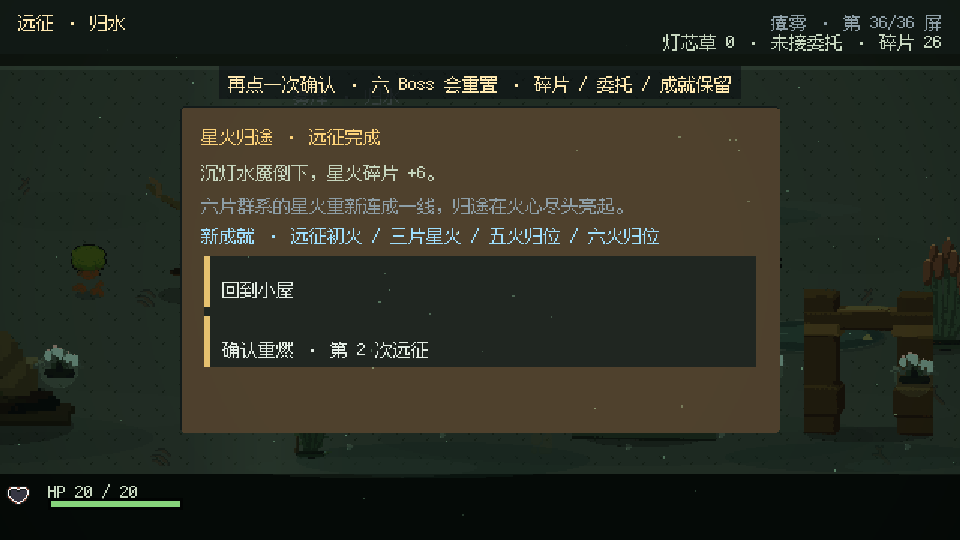 远征 · 归水
瘴雾 · 第 36/36 屏
灯芯草 0 · 未接委托 · 碎片 26
再点一次确认 · 六 Boss 会重置 · 碎片 / 委托 / 成就保留
星火归途 · 远征完成
沉灯水魇倒下，星火碎片 +6。
六片群系的星火重新连成一线，归途在火心尽头亮起。
新成就 · 远征初火 / 三片星火 / 五火归位 / 六火归位
回到小屋
确认重燃 · 第 2 次远征
HP 20 / 20